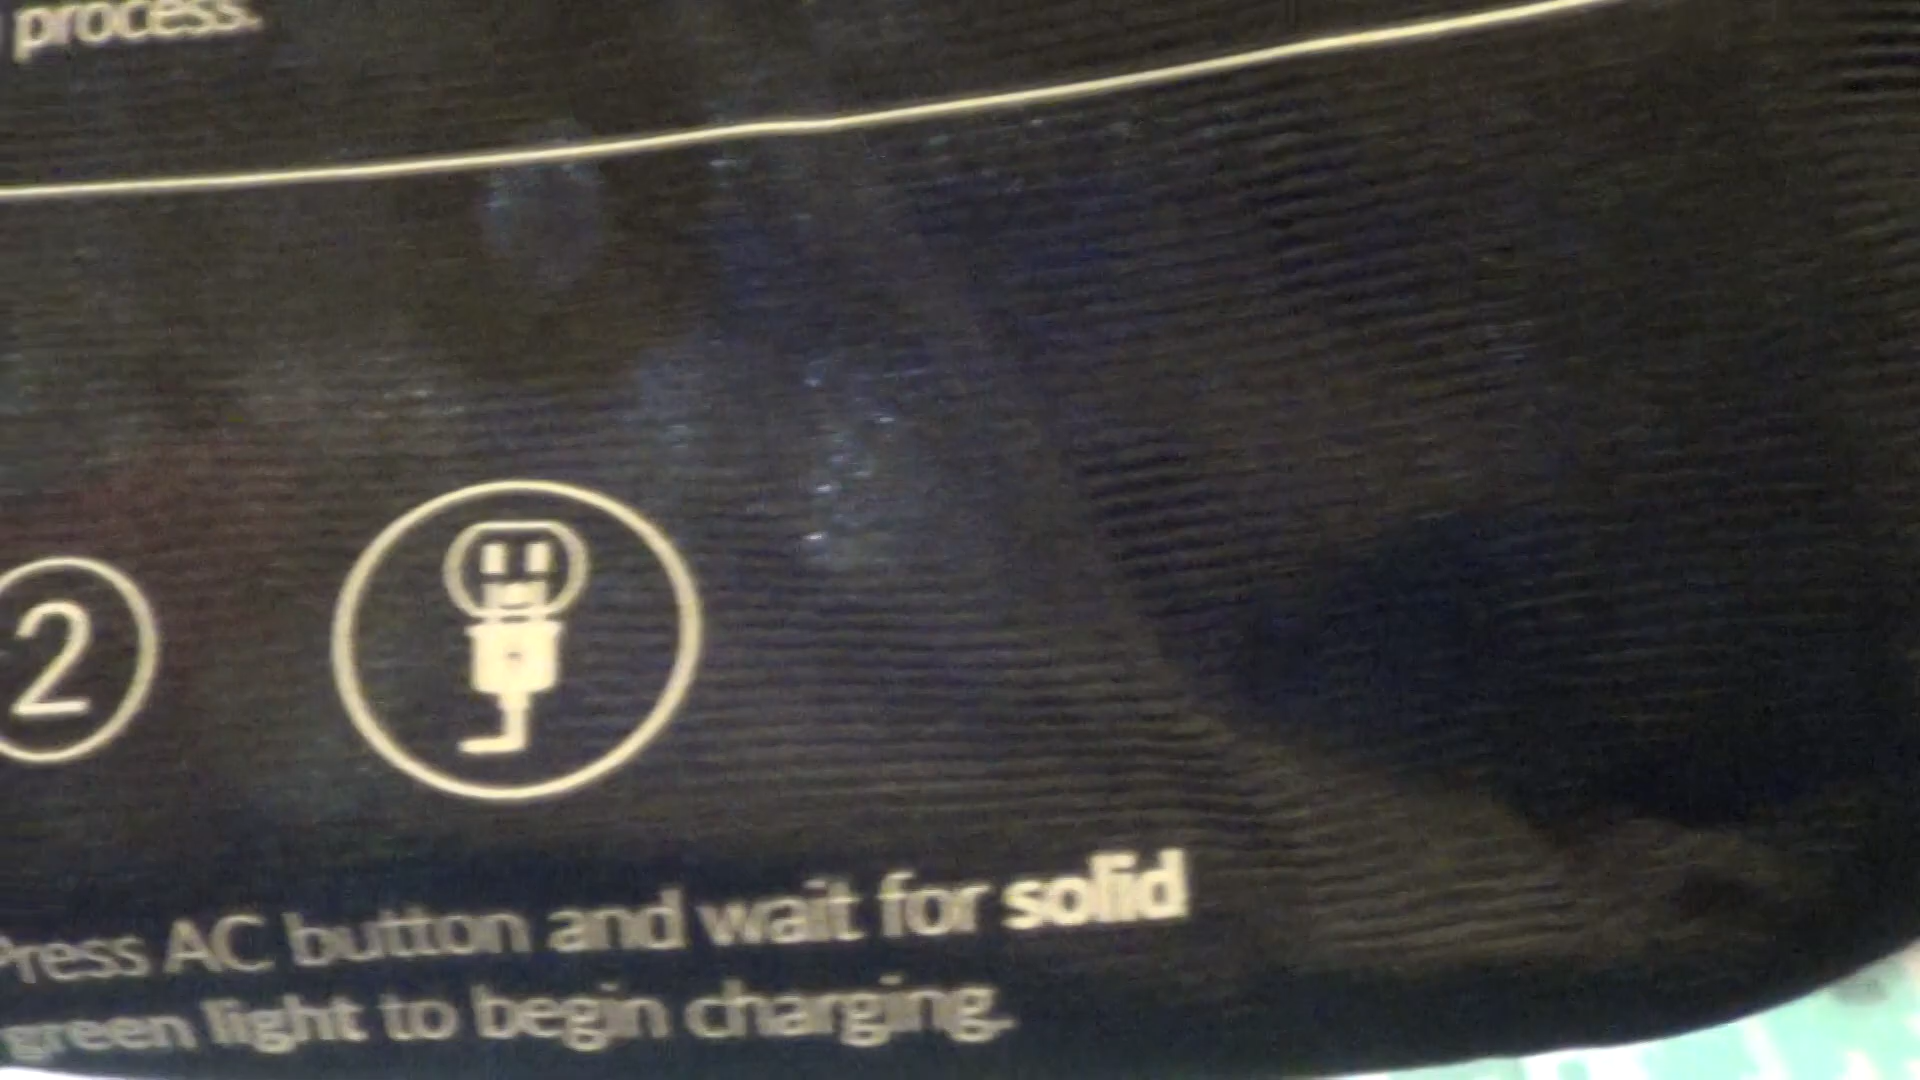 process.
2
Press AC button and wait for solid
green light to begin charging.